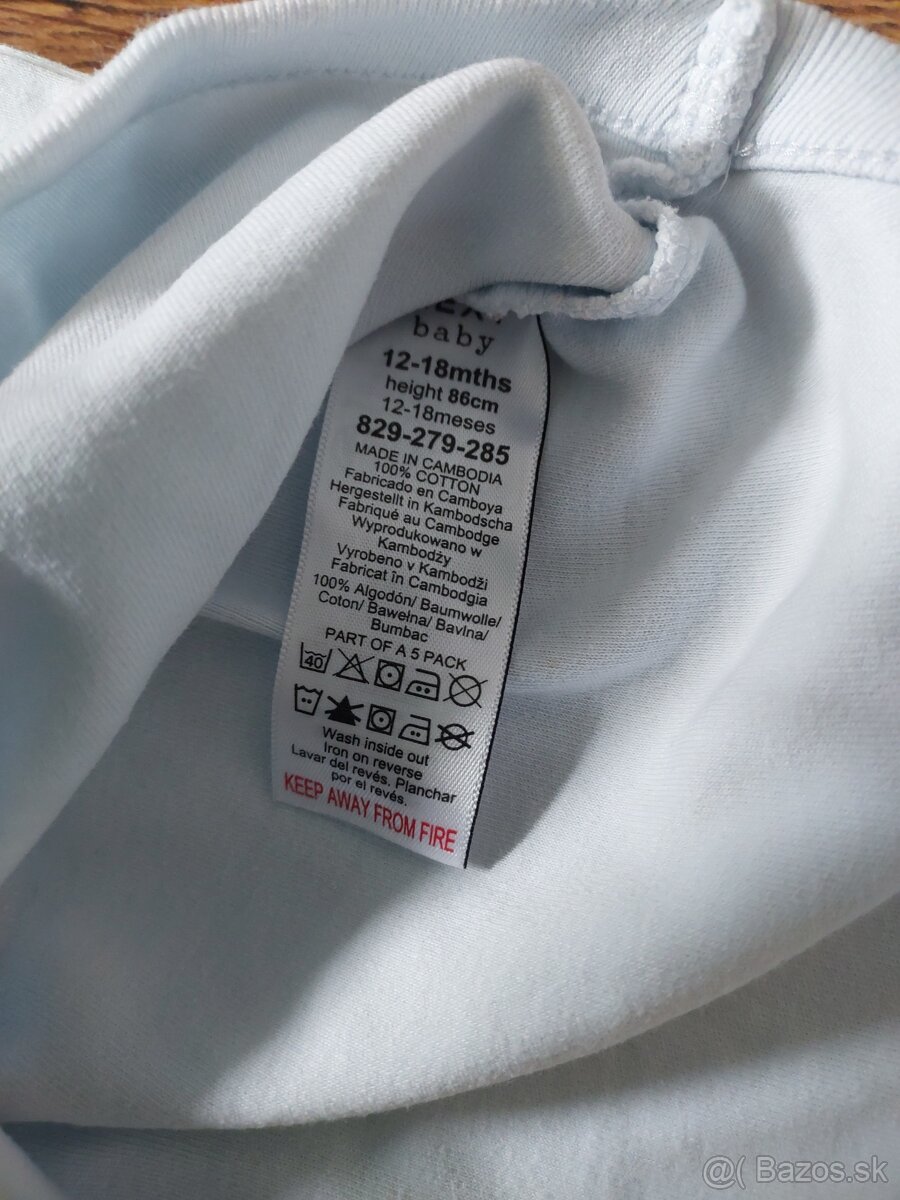 baby
12-18mths
height 86cm
12-18meses
829-279-285
MADE IN CAMBODIA
100% COTTON
Fabricado en Camboya
Hergestellt in Kambodscha
Fabriqué au Cambodge
Wyprodukowano w
Kambodży
Vyrobeno v Kambodži
Fabricat în Cambodgia
100% Algodón/ Baumwolle/
Coton/ Bawełna/ Bavlna/
Bumbac
PART OF A 5 PACK
40
Wash inside out
Iron on reverse
Lavar del revés. Planchar
por el revés.
KEEP AWAY FROM FIRE
@( Bazos.sk